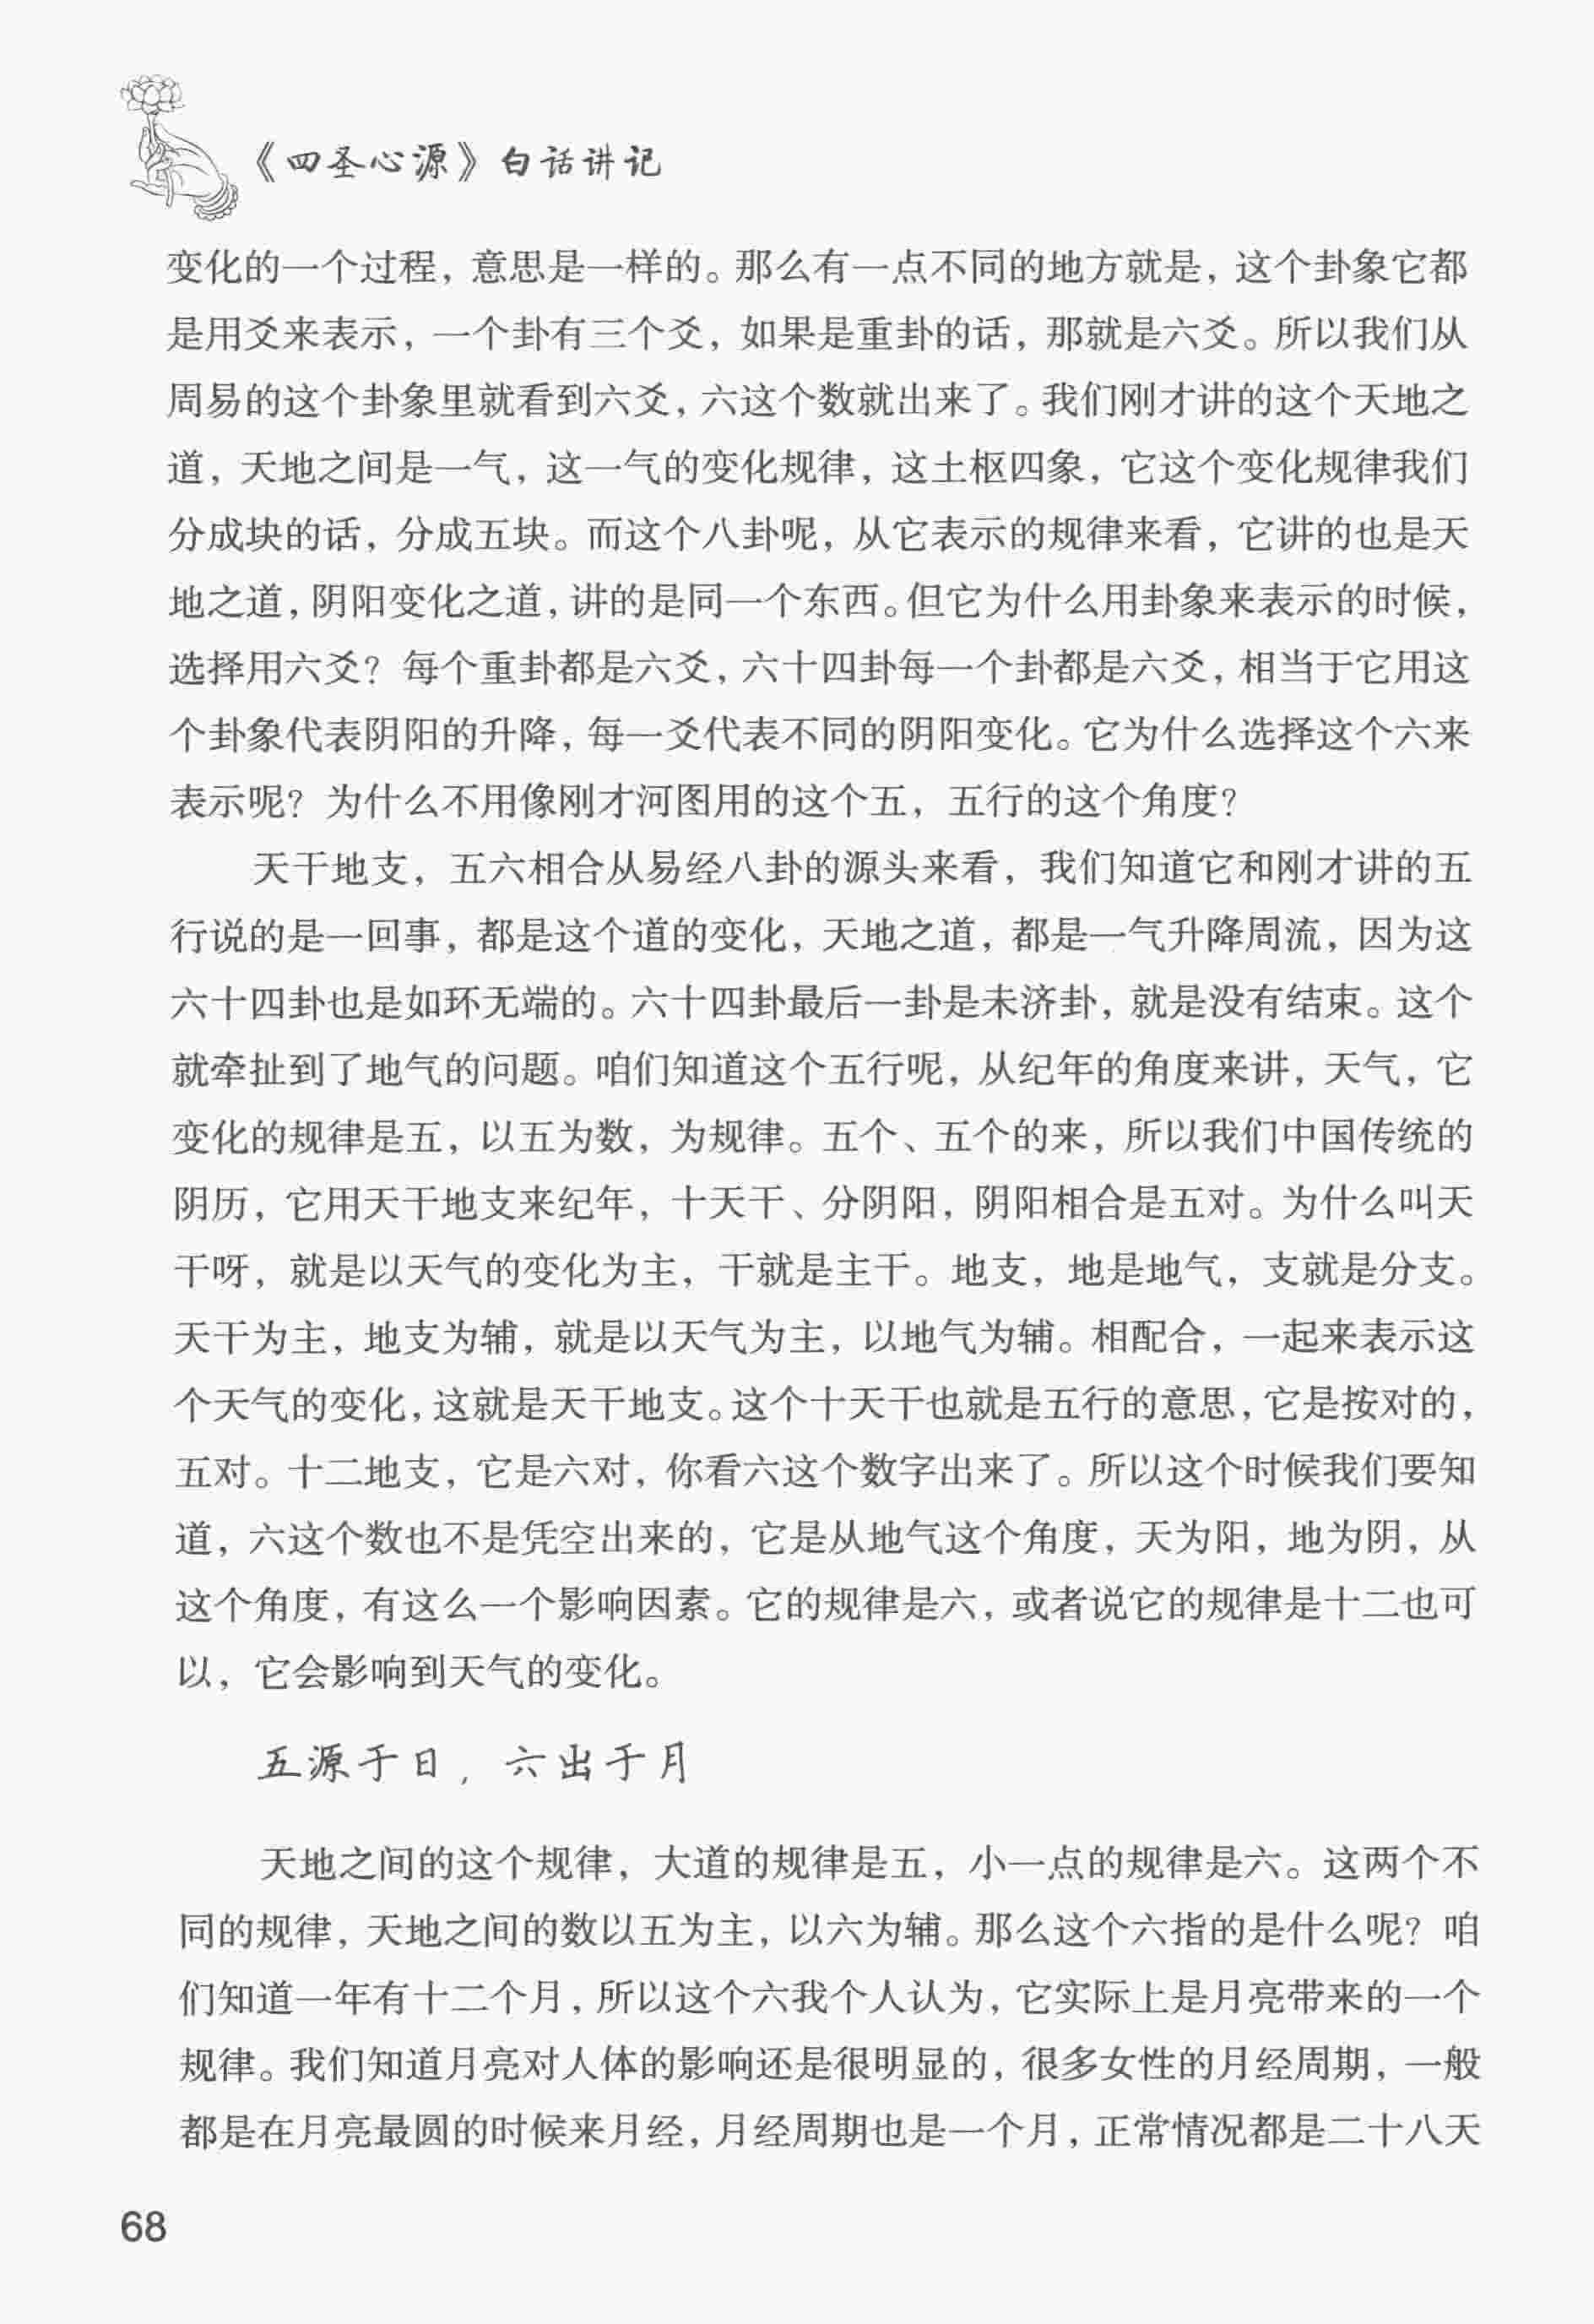 《四圣心源》白话讲记
变化的一个过程，意思是一样的。那么有一点不同的地方就是，这个卦象它都
是用爻来表示，一个卦有三个爻，如果是重卦的话，那就是六爻。所以我们从
周易的这个卦象里就看到六爻，六这个数就出来了。我们刚才讲的这个天地之
道，天地之间是一气，这一气的变化规律，这土枢四象，它这个变化规律我们
分成块的话，分成五块。而这个八卦呢，从它表示的规律来看，它讲的也是天
地之道，阴阳变化之道，讲的是同一个东西。但它为什么用卦象来表示的时候，
选择用六爻？每个重卦都是六爻，六十四卦每一个卦都是六爻，相当于它用这
个卦象代表阴阳的升降，每一爻代表不同的阴阳变化。它为什么选择这个六来
表示呢？为什么不用像刚才河图用的这个五，五行的这个角度？
天干地支，五六相合从易经八卦的源头来看，我们知道它和刚才讲的五
行说的是一回事，都是这个道的变化，天地之道，都是一气升降周流，因为这
六十四卦也是如环无端的。六十四卦最后一卦是未济卦，就是没有结束。这个
就牵扯到了地气的问题。咱们知道这个五行呢，从纪年的角度来讲，天气，它
变化的规律是五，以五为数，为规律。五个、五个的来，所以我们中国传统的
阴历，它用天干地支来纪年，十天干、分阴阳，阴阳相合是五对。为什么叫天
干呀，就是以天气的变化为主，干就是主干。地支，地是地气，支就是分支。
天干为主，地支为辅，就是以天气为主，以地气为辅。相配合，一起来表示这
个天气的变化，这就是天干地支。这个十天干也就是五行的意思，它是按对的，
五对。十二地支，它是六对，你看六这个数字出来了。所以这个时候我们要知
道，六这个数也不是凭空出来的，它是从地气这个角度，天为阳，地为阴，从
这个角度，有这么一个影响因素。它的规律是六，或者说它的规律是十二也可
以，它会影响到天气的变化。
五源于日，六出于月
天地之间的这个规律，大道的规律是五，小一点的规律是六。这两个不
同的规律，天地之间的数以五为主，以六为辅。那么这个六指的是什么呢？咱
们知道一年有十二个月，所以这个六我个人认为，它实际上是月亮带来的一个
规律。我们知道月亮对人体的影响还是很明显的，很多女性的月经周期，一般
都是在月亮最圆的时候来月经，月经周期也是一个月，正常情况都是二十八天
68